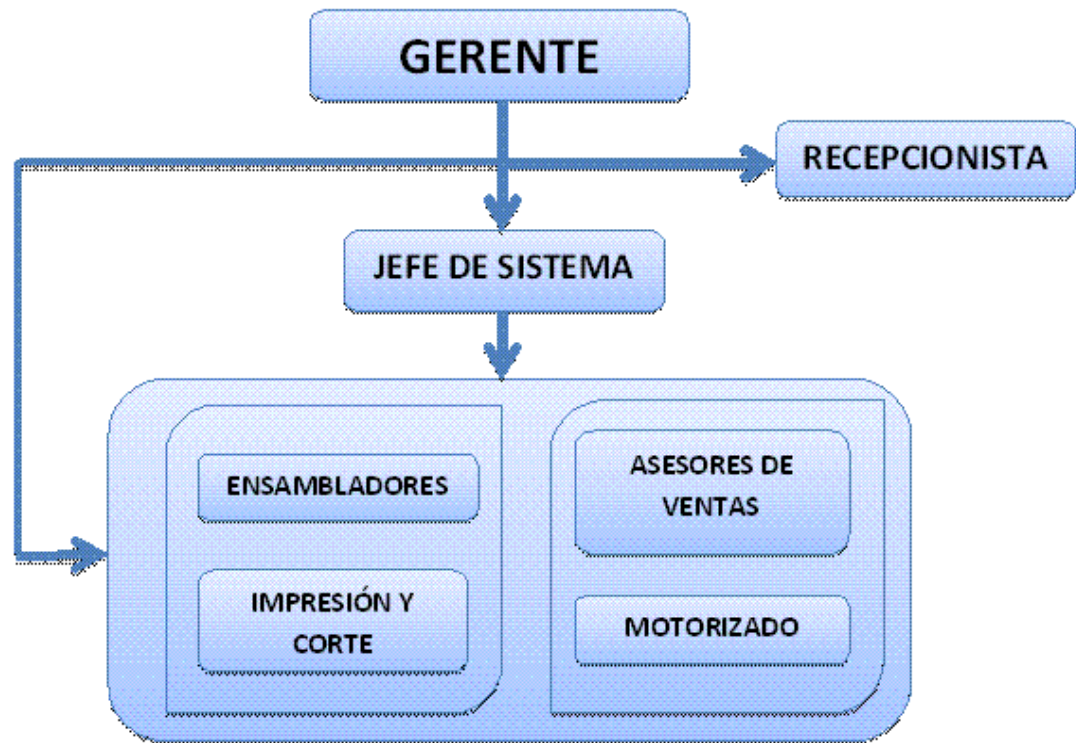 GERENTE
RECEPCIONISTA
JEFE DE SISTEMA
ENSAMBLADORES
IMPRESIÓN Y
CORTE
ASESORES DE
VENTAS
MOTORIZADO